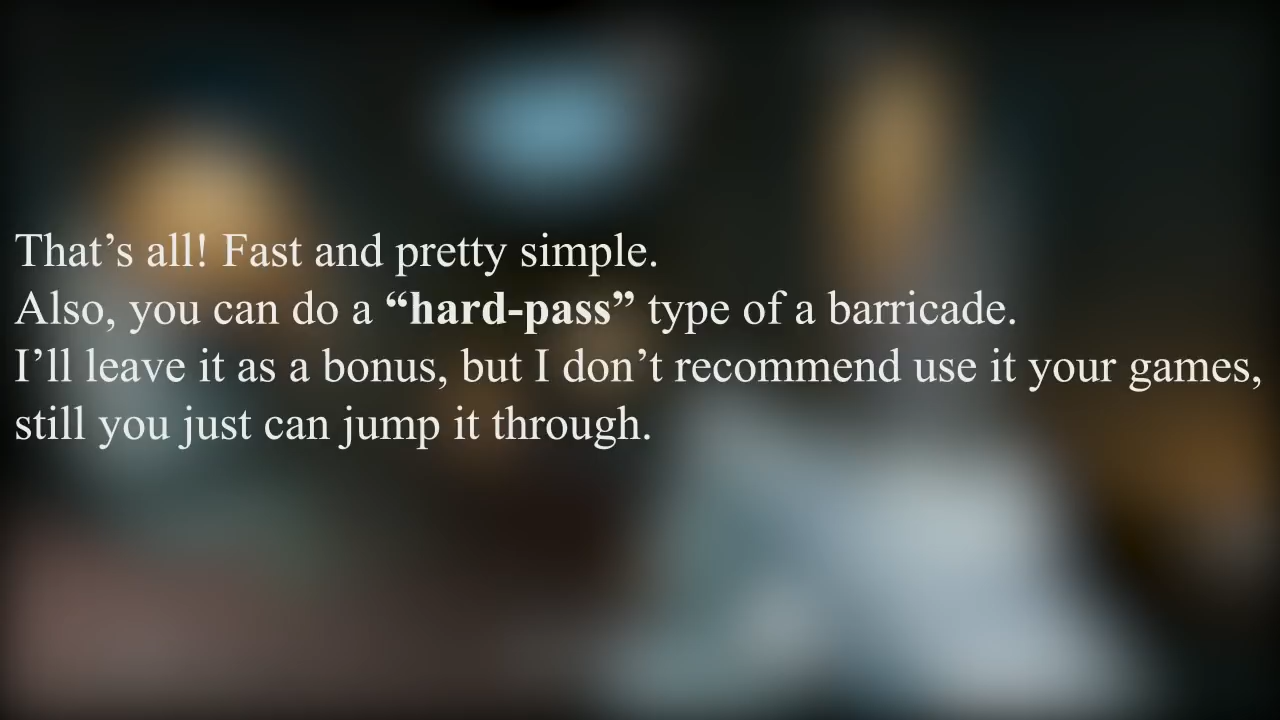 That’s all! Fast and pretty simple.
Also, you can do a “hard-pass” type of a barricade.
I’ll leave it as a bonus, but I don’t recommend use it your games,
still you just can jump it through.